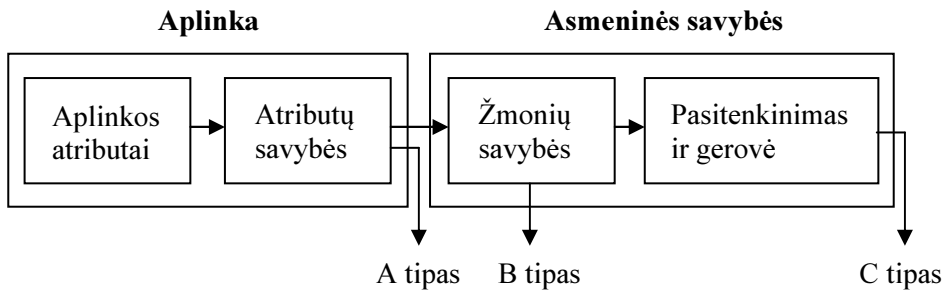 Aplinka
Asmeninės savybės
Aplinkos
atributai
Atributų
savybės
Žmonių
savybės
Pasitenkinimas
ir gerovė
A tipas
B tipas
C tipas